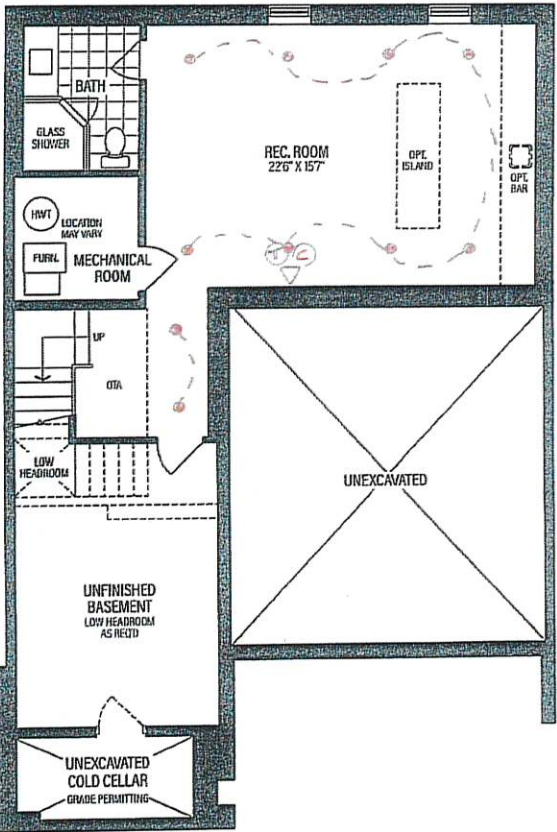 BATH
GLASS
SHOWER
REC. ROOM
22'6" X 15'7"
OPT.
ISLAND
OPT.
BAR
HWT
LOCATION
MAY VARY
FURN.
MECHANICAL
ROOM
T
C
UP
OTA
LOW
HEADROOM
UNEXCAVATED
UNFINISHED
BASEMENT
LOW HEADROOM
AS REQ'D
UNEXCAVATED
COLD CELLAR
GRADE PERMITTING